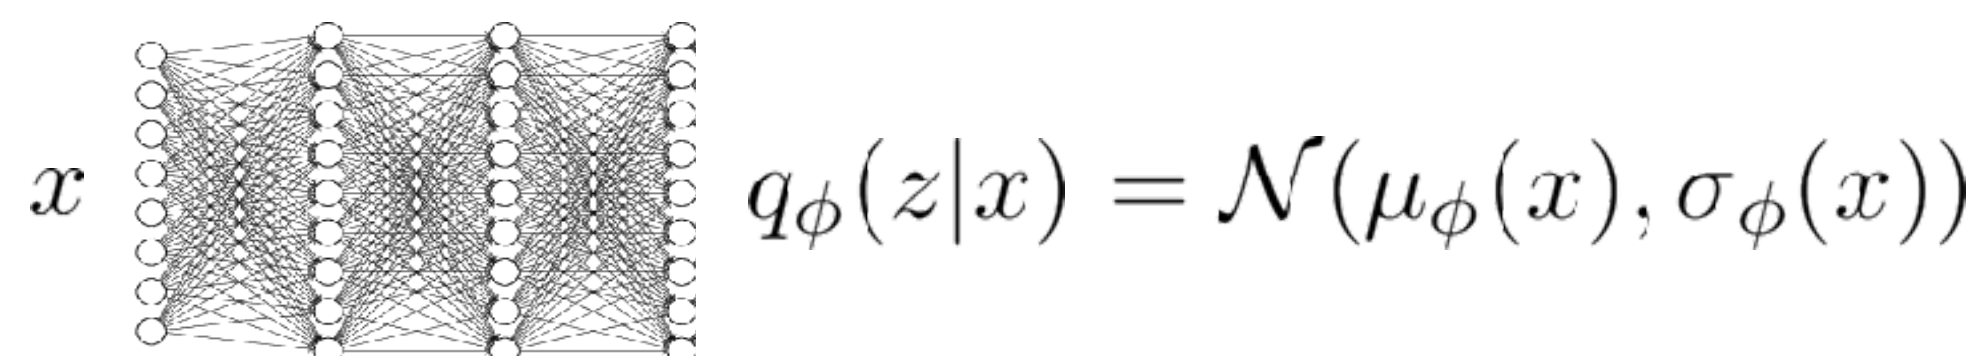 x q_ϕ(z|x) = 𝒩(μ_ϕ(x), σ_ϕ(x))